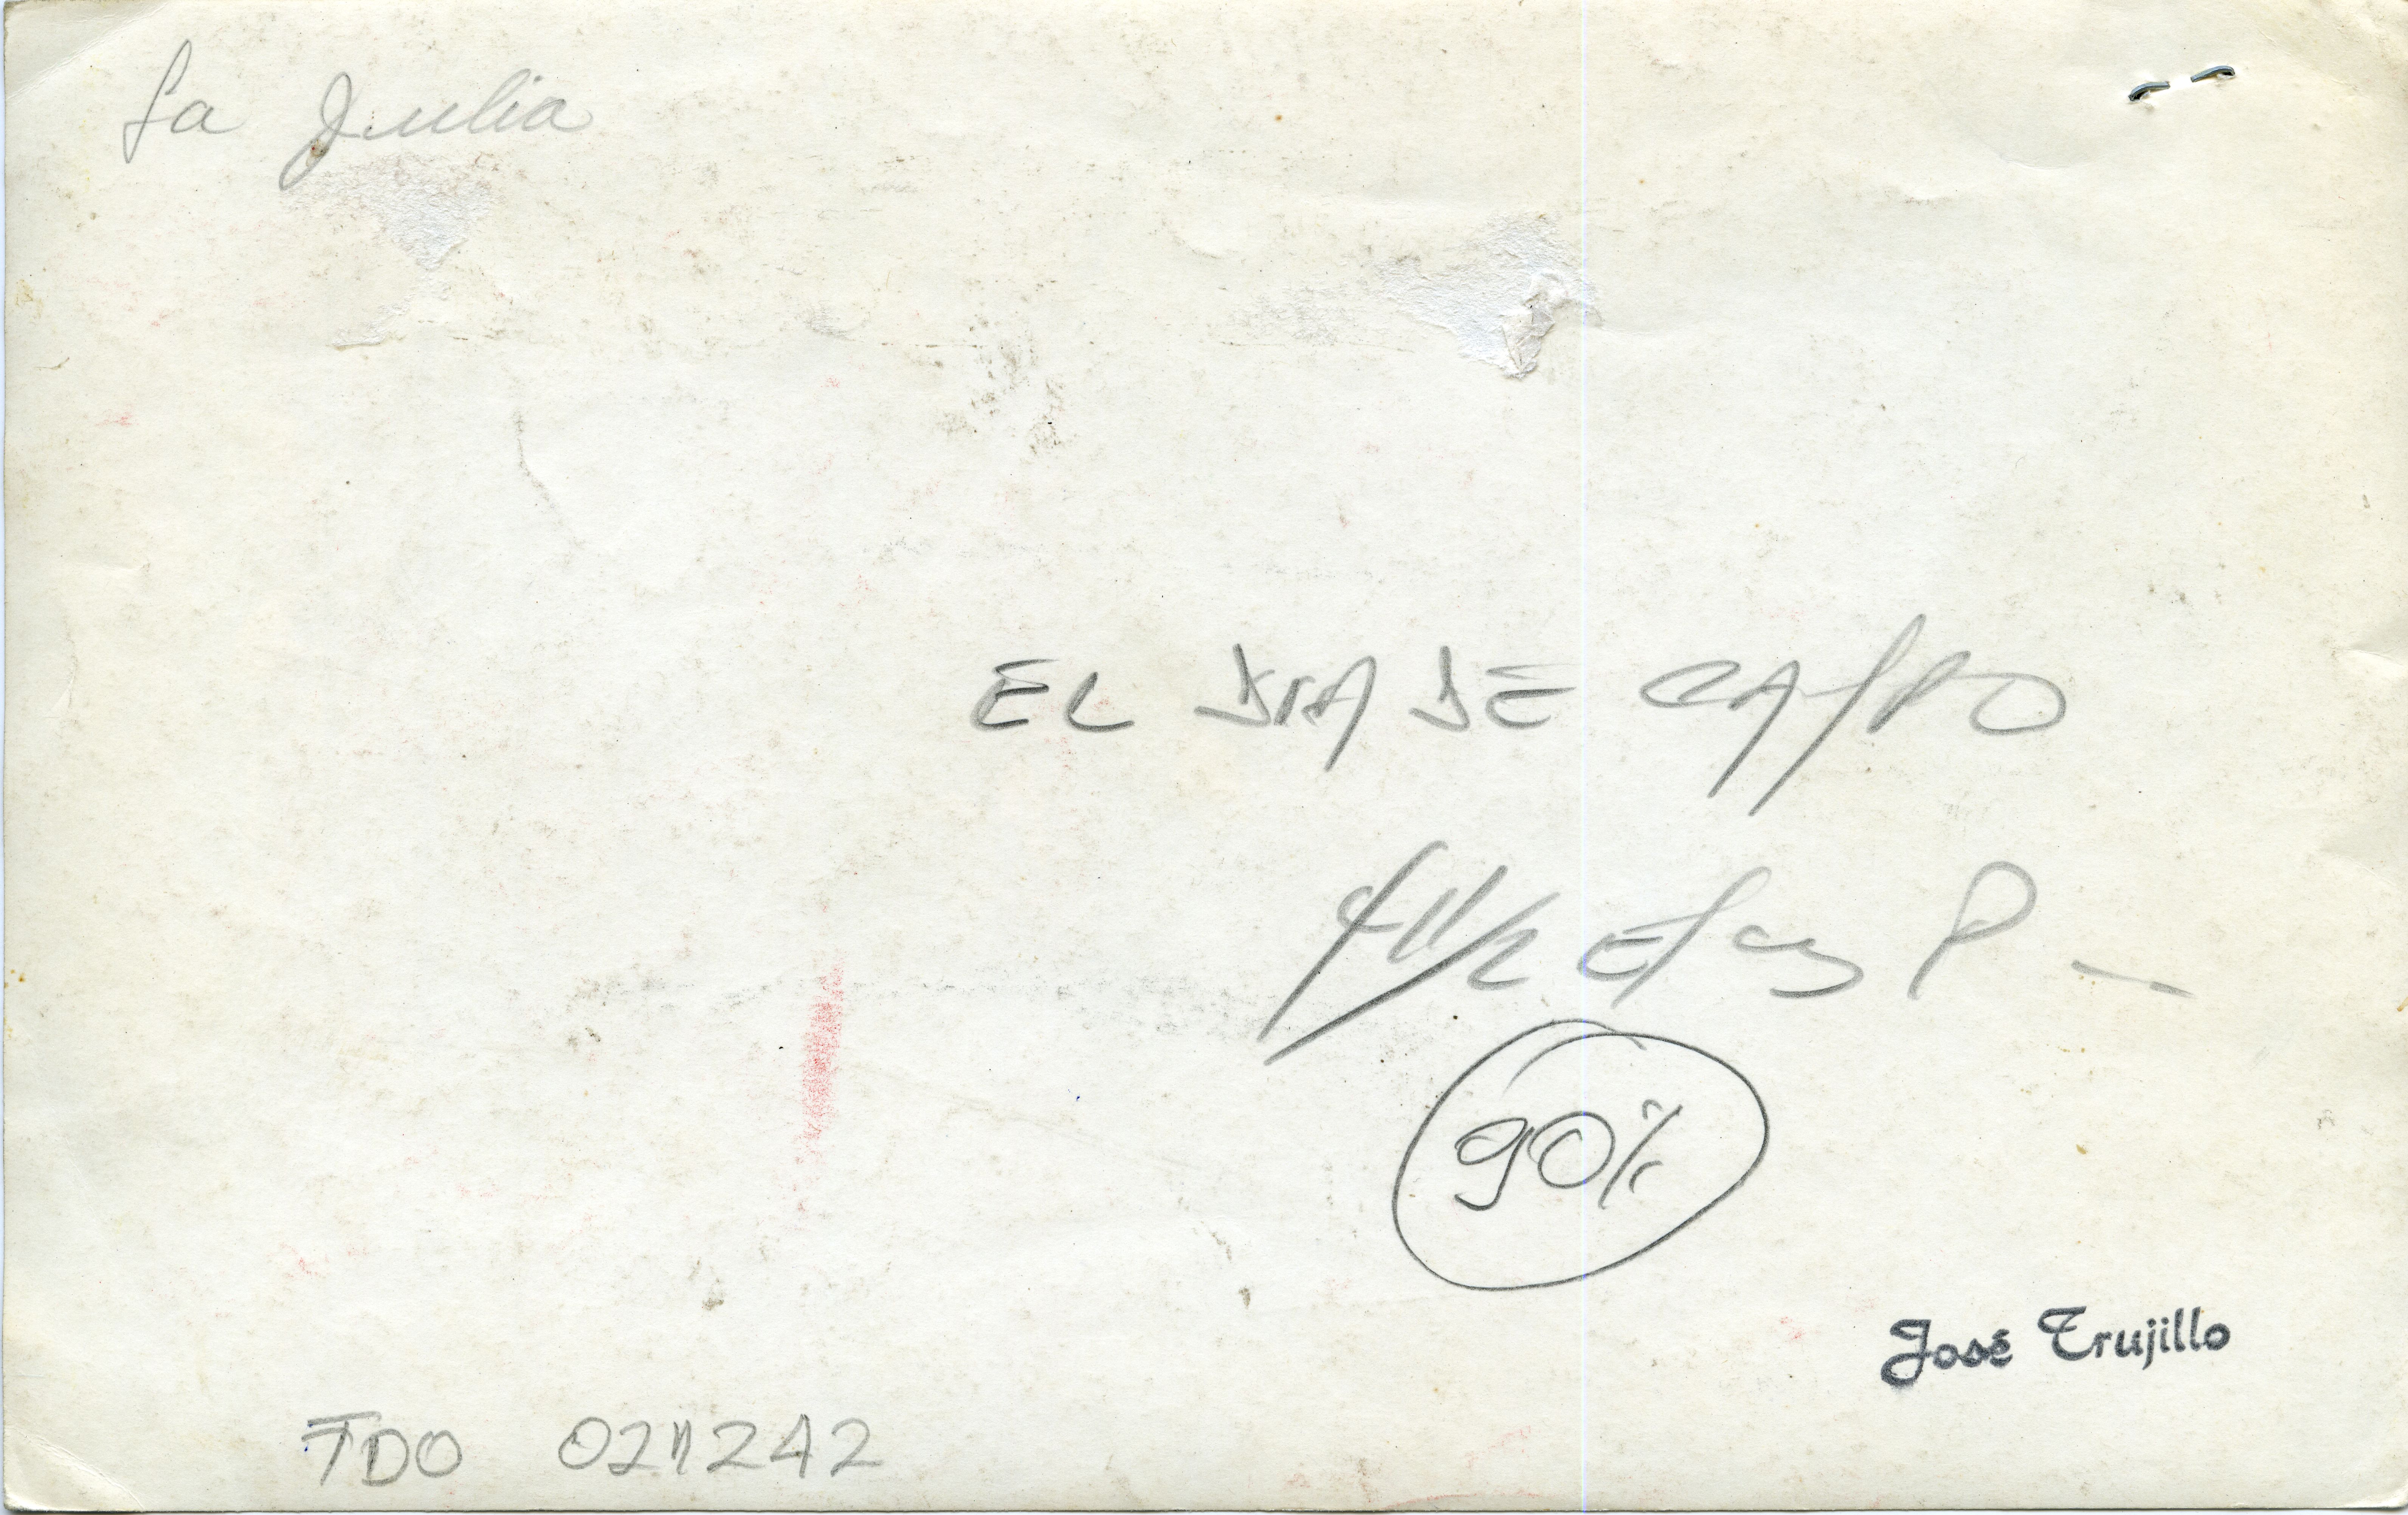 La Julia
EL DIA DE CAMPO
90%
José Trujillo
TDO 021242